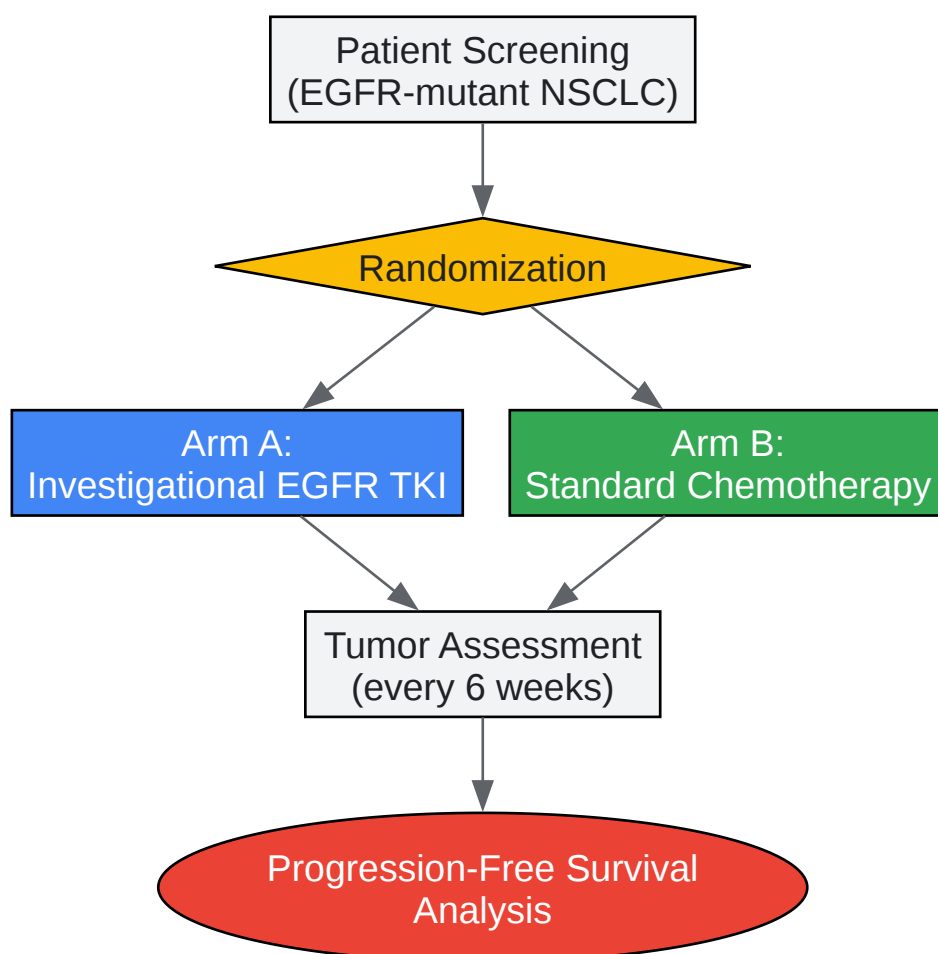 Patient Screening
(EGFR-mutant NSCLC)
Randomization
Arm A:
Investigational EGFR TKI
Arm B:
Standard Chemotherapy
Tumor Assessment
(every 6 weeks)
Progression-Free Survival
Analysis